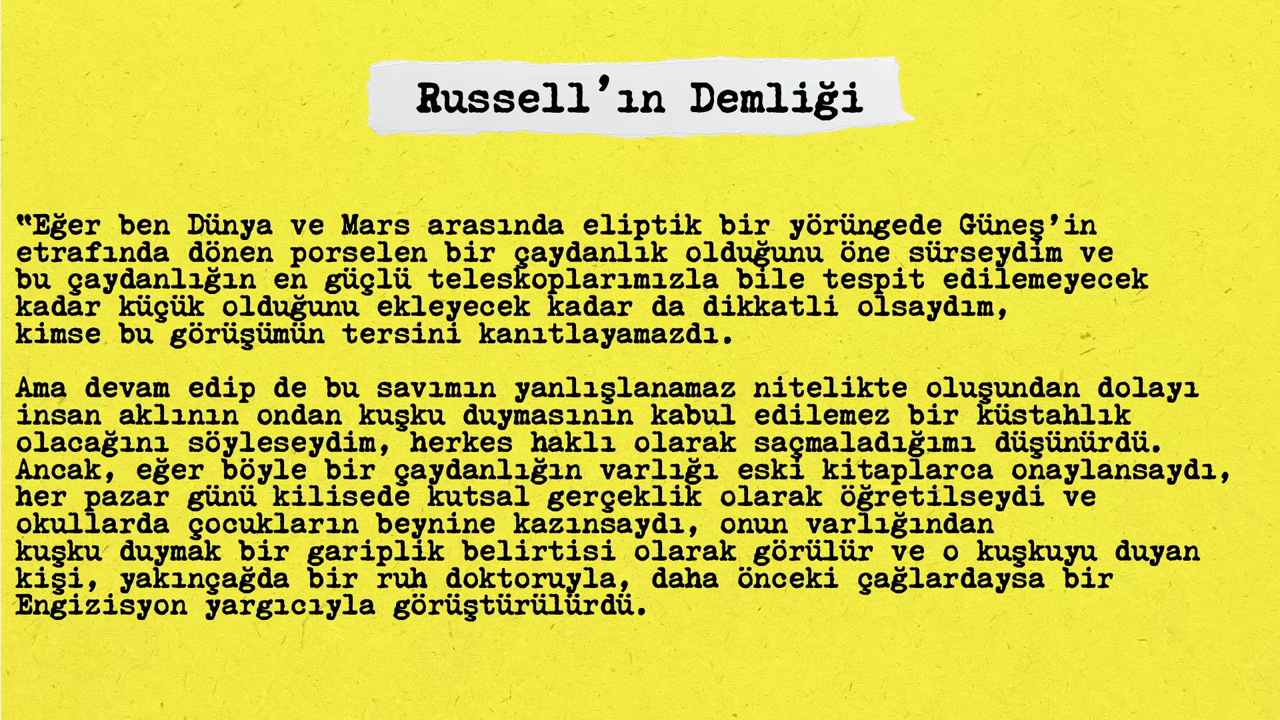 Russell’ın Demliği
“Eğer ben Dünya ve Mars arasında eliptik bir yörüngede Güneş’in
etrafında dönen porselen bir çaydanlık olduğunu öne sürseydim ve
bu çaydanlığın en güçlü teleskoplarımızla bile tespit edilemeyecek
kadar küçük olduğunu ekleyecek kadar da dikkatli olsaydım,
kimse bu görüşümün tersini kanıtlayamazdı.
Ama devam edip de bu savımın yanlışlanamaz nitelikte oluşundan dolayı
insan aklının ondan kuşku duymasının kabul edilemez bir küstahlık
olacağını söyleseydim, herkes haklı olarak saçmaladığımı düşünürdü.
Ancak, eğer böyle bir çaydanlığın varlığı eski kitaplarca onaylansaydı,
her pazar günü kilisede kutsal gerçeklik olarak öğretilseydi ve
okullarda çocukların beynine kazınsaydı, onun varlığından
kuşku duymak bir gariplik belirtisi olarak görülür ve o kuşkuyu duyan
kişi, yakınçağda bir ruh doktoruyla, daha önceki çağlardaysa bir
Engizisyon yargıcıyla görüştürülürdü.